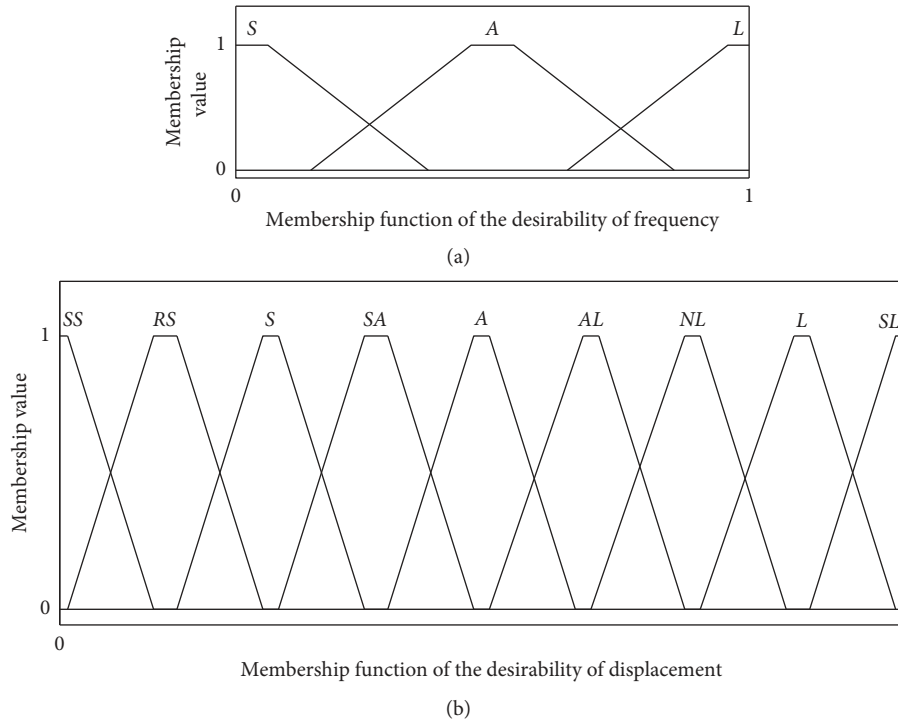 S A L
1
0
Membership
value
0 1
Membership function of the desirability of frequency
(a)
SS RS S SA A AL NL L SL
1
Membership value
0
0
Membership function of the desirability of displacement
(b)